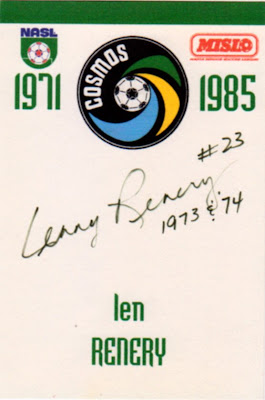 NASL
MISL
1971
COSMOS
1985
#23
Lenny Renery
1973 & '74
len
RENERY